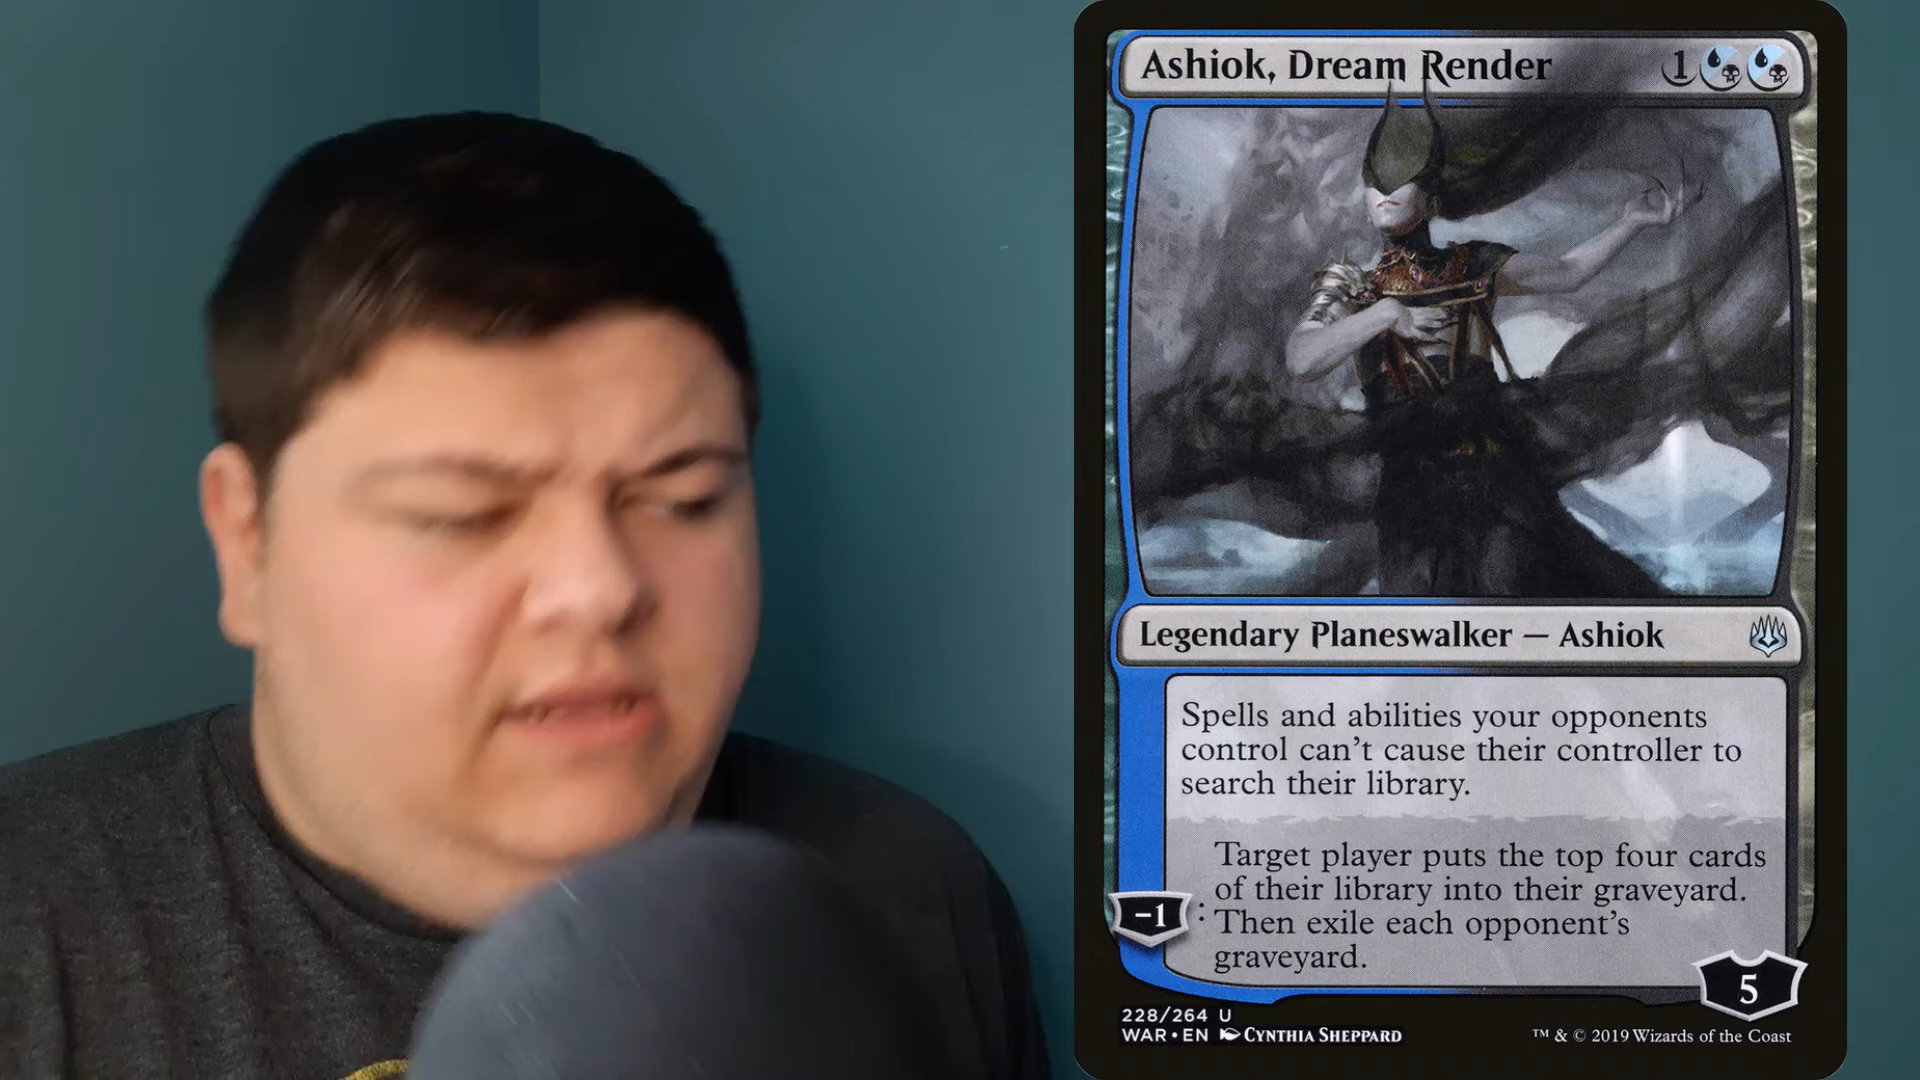 Ashiok, Dream Render 1
Legendary Planeswalker — Ashiok
Spells and abilities your opponents
control can't cause their controller to
search their library.
Target player puts the top four cards
of their library into their graveyard.
−1 : Then exile each opponent's
graveyard.
5
228/264 U
WAR • EN Cynthia Sheppard
™ & © 2019 Wizards of the Coast